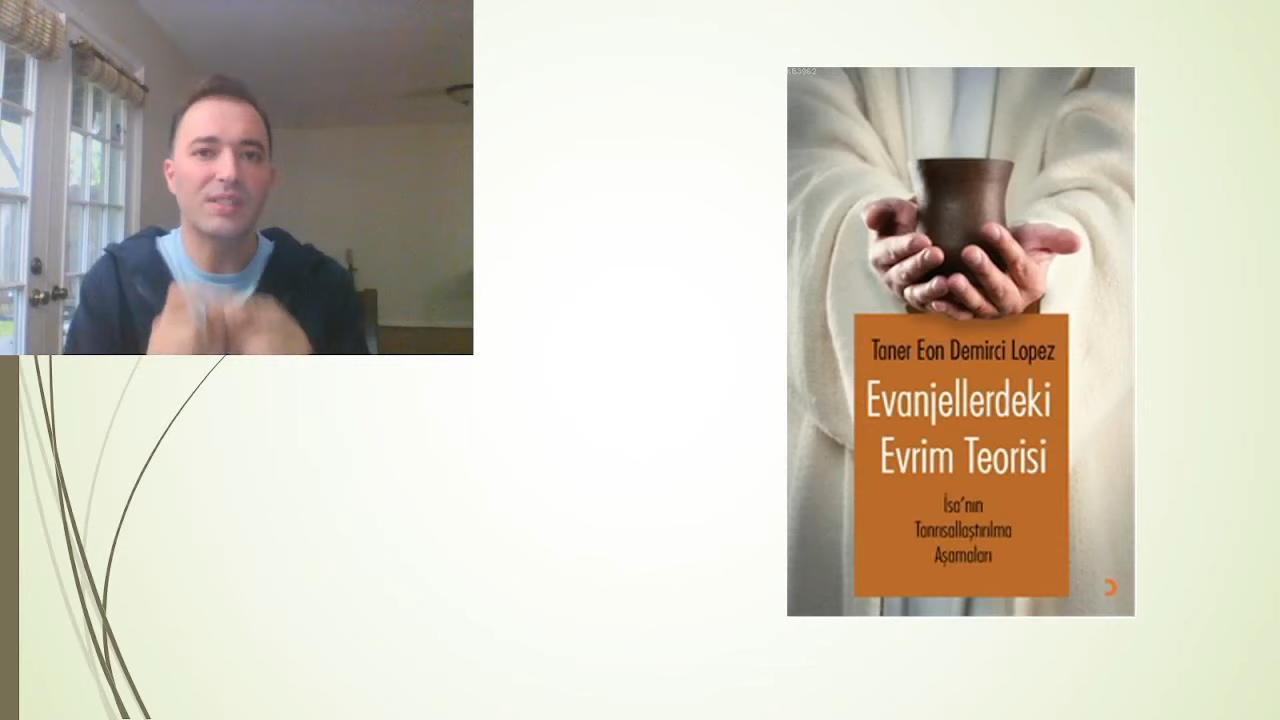 Taner Eon Demirci Lopez
Evanjellerdeki
Evrim Teorisi
İsa'nın
Tanrısallaştırılma
Aşamaları